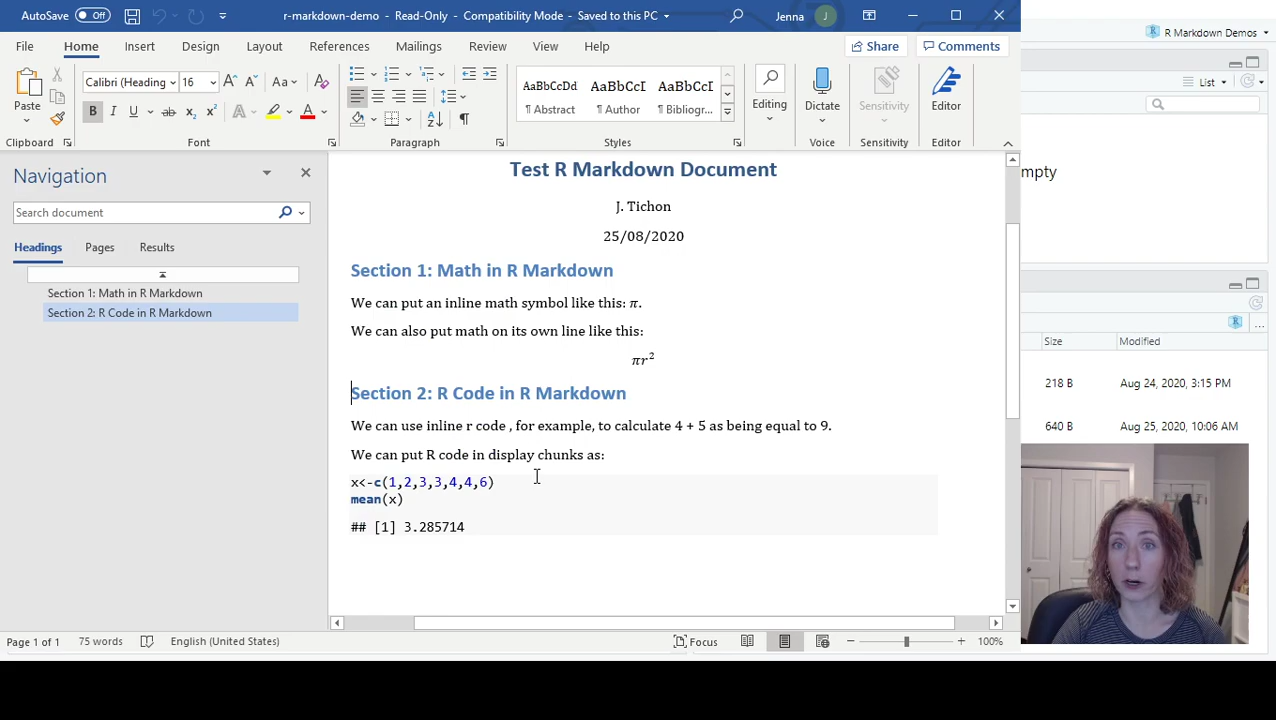 AutoSave Off r-markdown-demo - Read-Only - Compatibility Mode - Saved to this PC Jenna J
R Markdown Demos
File Home Insert Design Layout References Mailings Review View Help Share Comments
List
Calibri (Heading 16 Aa
AaBbCcDd AaBbCcI AaBbCcI
Paste Abstract Author Bibliogr... Editing Dictate Sensitivity Editor
Clipboard Font Paragraph Styles Voice Sensitivity Editor
Navigation
Search document
Headings Pages Results
Section 1: Math in R Markdown
Section 2: R Code in R Markdown
Test R Markdown Document
J. Tichon
25/08/2020
Section 1: Math in R Markdown
We can put an inline math symbol like this: π.
We can also put math on its own line like this:
πr²
Section 2: R Code in R Markdown
We can use inline r code , for example, to calculate 4 + 5 as being equal to 9.
We can put R code in display chunks as:
x<-c(1,2,3,3,4,4,6)
mean(x)
## [1] 3.285714
mpty
Size Modified
218 B Aug 24, 2020, 3:15 PM
640 B Aug 25, 2020, 10:06 AM
Page 1 of 1 75 words English (United States) Focus 100%